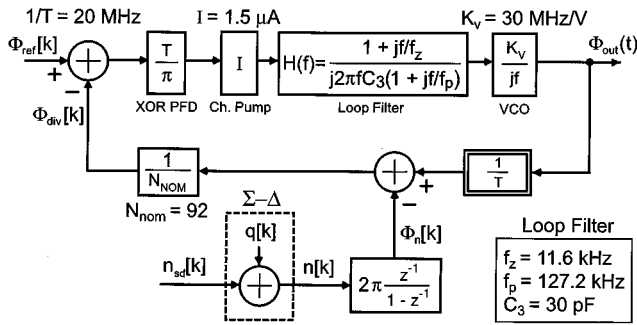 1/T = 20 MHz
I = 1.5 μA
K_v = 30 MHz/V
Φ_ref[k]
+
−
T/π
XOR PFD
I
Ch. Pump
H(f)= (1 + jf/f_z) / (j2πfC_3(1 + jf/f_p))
Loop Filter
K_V/jf
VCO
Φ_out(t)
Φ_div[k]
1/N_NOM
N_nom = 92
+
−
1/T
Σ−Δ
q[k]
Φ_n[k]
n_sd[k]
n[k]
2π z^-1/(1 - z^-1)
Loop Filter
f_z = 11.6 kHz
f_p = 127.2 kHz
C_3 = 30 pF